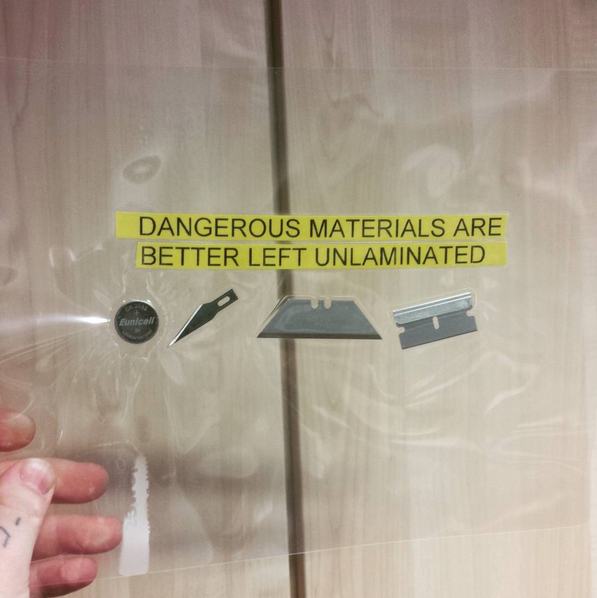 DANGEROUS MATERIALS ARE
BETTER LEFT UNLAMINATED
Eunicell